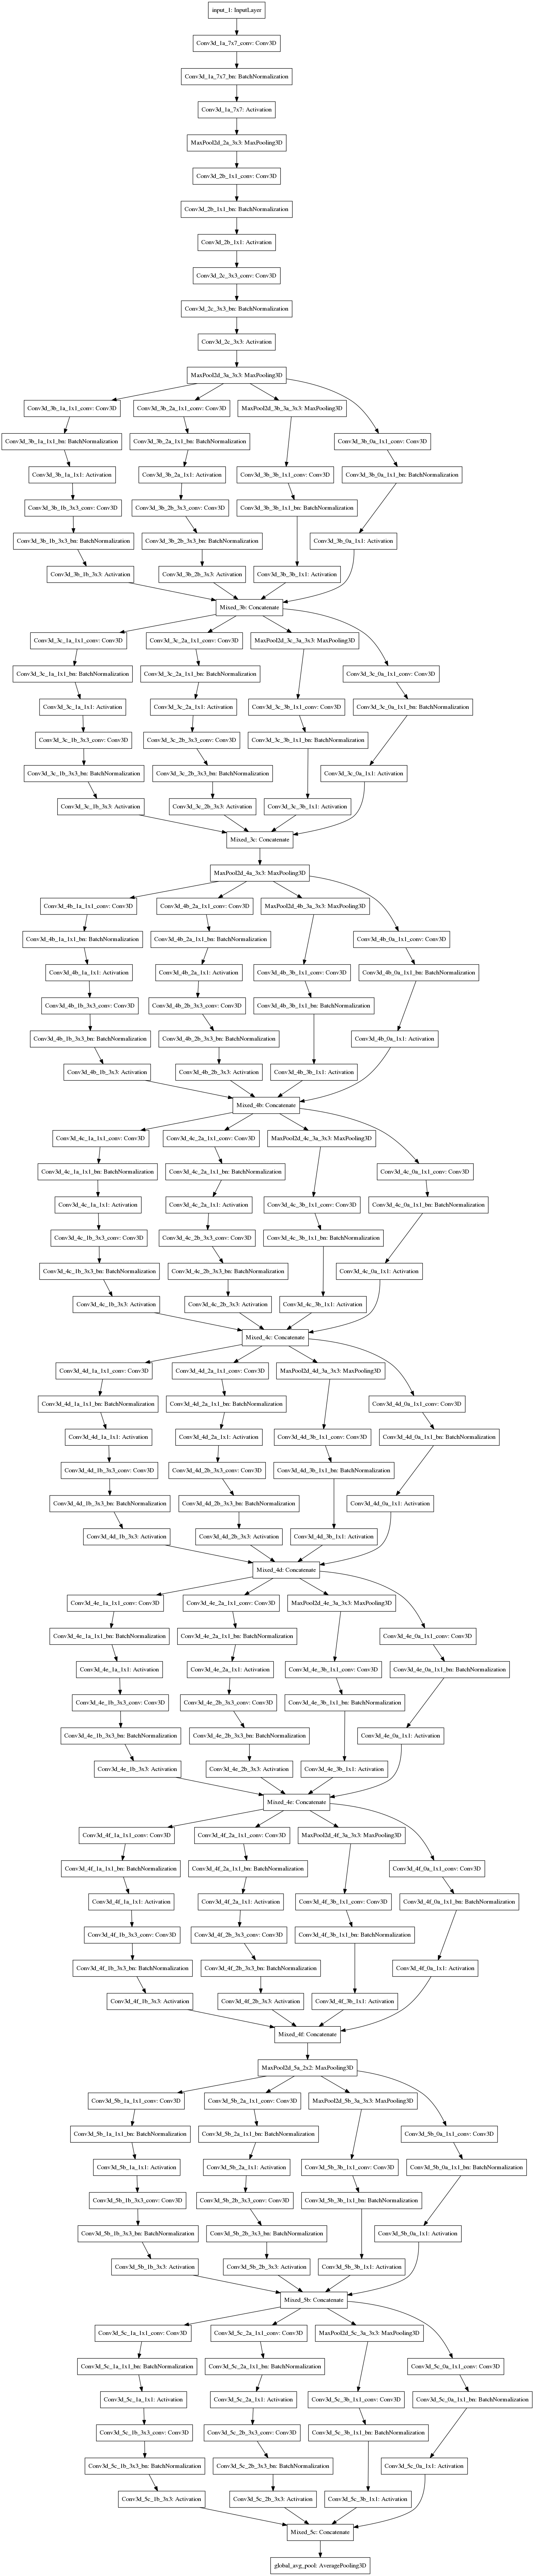 input_1: InputLayer
Conv3d_1a_7x7_conv: Conv3D
Conv3d_1a_7x7_bn: BatchNormalization
Conv3d_1a_7x7: Activation
MaxPool2d_2a_3x3: MaxPooling3D
Conv3d_2b_1x1_conv: Conv3D
Conv3d_2b_1x1_bn: BatchNormalization
Conv3d_2b_1x1: Activation
Conv3d_2c_3x3_conv: Conv3D
Conv3d_2c_3x3_bn: BatchNormalization
Conv3d_2c_3x3: Activation
MaxPool2d_3a_3x3: MaxPooling3D
Conv3d_3b_1a_1x1_conv: Conv3D
Conv3d_3b_2a_1x1_conv: Conv3D
MaxPool2d_3b_3a_3x3: MaxPooling3D
Conv3d_3b_0a_1x1_conv: Conv3D
Conv3d_3b_1a_1x1_bn: BatchNormalization
Conv3d_3b_2a_1x1_bn: BatchNormalization
Conv3d_3b_1a_1x1: Activation
Conv3d_3b_2a_1x1: Activation
Conv3d_3b_3b_1x1_conv: Conv3D
Conv3d_3b_0a_1x1_bn: BatchNormalization
Conv3d_3b_1b_3x3_conv: Conv3D
Conv3d_3b_2b_3x3_conv: Conv3D
Conv3d_3b_3b_1x1_bn: BatchNormalization
Conv3d_3b_1b_3x3_bn: BatchNormalization
Conv3d_3b_2b_3x3_bn: BatchNormalization
Conv3d_3b_0a_1x1: Activation
Conv3d_3b_1b_3x3: Activation
Conv3d_3b_2b_3x3: Activation
Conv3d_3b_3b_1x1: Activation
Mixed_3b: Concatenate
Conv3d_3c_1a_1x1_conv: Conv3D
Conv3d_3c_2a_1x1_conv: Conv3D
MaxPool2d_3c_3a_3x3: MaxPooling3D
Conv3d_3c_1a_1x1_bn: BatchNormalization
Conv3d_3c_2a_1x1_bn: BatchNormalization
Conv3d_3c_0a_1x1_conv: Conv3D
Conv3d_3c_1a_1x1: Activation
Conv3d_3c_2a_1x1: Activation
Conv3d_3c_3b_1x1_conv: Conv3D
Conv3d_3c_0a_1x1_bn: BatchNormalization
Conv3d_3c_1b_3x3_conv: Conv3D
Conv3d_3c_2b_3x3_conv: Conv3D
Conv3d_3c_3b_1x1_bn: BatchNormalization
Conv3d_3c_1b_3x3_bn: BatchNormalization
Conv3d_3c_2b_3x3_bn: BatchNormalization
Conv3d_3c_0a_1x1: Activation
Conv3d_3c_1b_3x3: Activation
Conv3d_3c_2b_3x3: Activation
Conv3d_3c_3b_1x1: Activation
Mixed_3c: Concatenate
MaxPool2d_4a_3x3: MaxPooling3D
Conv3d_4b_1a_1x1_conv: Conv3D
Conv3d_4b_2a_1x1_conv: Conv3D
MaxPool2d_4b_3a_3x3: MaxPooling3D
Conv3d_4b_1a_1x1_bn: BatchNormalization
Conv3d_4b_2a_1x1_bn: BatchNormalization
Conv3d_4b_0a_1x1_conv: Conv3D
Conv3d_4b_1a_1x1: Activation
Conv3d_4b_2a_1x1: Activation
Conv3d_4b_3b_1x1_conv: Conv3D
Conv3d_4b_0a_1x1_bn: BatchNormalization
Conv3d_4b_1b_3x3_conv: Conv3D
Conv3d_4b_2b_3x3_conv: Conv3D
Conv3d_4b_3b_1x1_bn: BatchNormalization
Conv3d_4b_1b_3x3_bn: BatchNormalization
Conv3d_4b_2b_3x3_bn: BatchNormalization
Conv3d_4b_0a_1x1: Activation
Conv3d_4b_1b_3x3: Activation
Conv3d_4b_2b_3x3: Activation
Conv3d_4b_3b_1x1: Activation
Mixed_4b: Concatenate
Conv3d_4c_1a_1x1_conv: Conv3D
Conv3d_4c_2a_1x1_conv: Conv3D
MaxPool2d_4c_3a_3x3: MaxPooling3D
Conv3d_4c_1a_1x1_bn: BatchNormalization
Conv3d_4c_2a_1x1_bn: BatchNormalization
Conv3d_4c_0a_1x1_conv: Conv3D
Conv3d_4c_1a_1x1: Activation
Conv3d_4c_2a_1x1: Activation
Conv3d_4c_3b_1x1_conv: Conv3D
Conv3d_4c_0a_1x1_bn: BatchNormalization
Conv3d_4c_1b_3x3_conv: Conv3D
Conv3d_4c_2b_3x3_conv: Conv3D
Conv3d_4c_3b_1x1_bn: BatchNormalization
Conv3d_4c_1b_3x3_bn: BatchNormalization
Conv3d_4c_2b_3x3_bn: BatchNormalization
Conv3d_4c_0a_1x1: Activation
Conv3d_4c_1b_3x3: Activation
Conv3d_4c_2b_3x3: Activation
Conv3d_4c_3b_1x1: Activation
Mixed_4c: Concatenate
Conv3d_4d_1a_1x1_conv: Conv3D
Conv3d_4d_2a_1x1_conv: Conv3D
MaxPool2d_4d_3a_3x3: MaxPooling3D
Conv3d_4d_1a_1x1_bn: BatchNormalization
Conv3d_4d_2a_1x1_bn: BatchNormalization
Conv3d_4d_0a_1x1_conv: Conv3D
Conv3d_4d_1a_1x1: Activation
Conv3d_4d_2a_1x1: Activation
Conv3d_4d_3b_1x1_conv: Conv3D
Conv3d_4d_0a_1x1_bn: BatchNormalization
Conv3d_4d_1b_3x3_conv: Conv3D
Conv3d_4d_2b_3x3_conv: Conv3D
Conv3d_4d_3b_1x1_bn: BatchNormalization
Conv3d_4d_1b_3x3_bn: BatchNormalization
Conv3d_4d_2b_3x3_bn: BatchNormalization
Conv3d_4d_0a_1x1: Activation
Conv3d_4d_1b_3x3: Activation
Conv3d_4d_2b_3x3: Activation
Conv3d_4d_3b_1x1: Activation
Mixed_4d: Concatenate
Conv3d_4e_1a_1x1_conv: Conv3D
Conv3d_4e_2a_1x1_conv: Conv3D
MaxPool2d_4e_3a_3x3: MaxPooling3D
Conv3d_4e_1a_1x1_bn: BatchNormalization
Conv3d_4e_2a_1x1_bn: BatchNormalization
Conv3d_4e_0a_1x1_conv: Conv3D
Conv3d_4e_1a_1x1: Activation
Conv3d_4e_2a_1x1: Activation
Conv3d_4e_3b_1x1_conv: Conv3D
Conv3d_4e_0a_1x1_bn: BatchNormalization
Conv3d_4e_1b_3x3_conv: Conv3D
Conv3d_4e_2b_3x3_conv: Conv3D
Conv3d_4e_3b_1x1_bn: BatchNormalization
Conv3d_4e_1b_3x3_bn: BatchNormalization
Conv3d_4e_2b_3x3_bn: BatchNormalization
Conv3d_4e_0a_1x1: Activation
Conv3d_4e_1b_3x3: Activation
Conv3d_4e_2b_3x3: Activation
Conv3d_4e_3b_1x1: Activation
Mixed_4e: Concatenate
Conv3d_4f_1a_1x1_conv: Conv3D
Conv3d_4f_2a_1x1_conv: Conv3D
MaxPool2d_4f_3a_3x3: MaxPooling3D
Conv3d_4f_1a_1x1_bn: BatchNormalization
Conv3d_4f_2a_1x1_bn: BatchNormalization
Conv3d_4f_0a_1x1_conv: Conv3D
Conv3d_4f_1a_1x1: Activation
Conv3d_4f_2a_1x1: Activation
Conv3d_4f_3b_1x1_conv: Conv3D
Conv3d_4f_0a_1x1_bn: BatchNormalization
Conv3d_4f_1b_3x3_conv: Conv3D
Conv3d_4f_2b_3x3_conv: Conv3D
Conv3d_4f_3b_1x1_bn: BatchNormalization
Conv3d_4f_1b_3x3_bn: BatchNormalization
Conv3d_4f_2b_3x3_bn: BatchNormalization
Conv3d_4f_0a_1x1: Activation
Conv3d_4f_1b_3x3: Activation
Conv3d_4f_2b_3x3: Activation
Conv3d_4f_3b_1x1: Activation
Mixed_4f: Concatenate
MaxPool2d_5a_2x2: MaxPooling3D
Conv3d_5b_1a_1x1_conv: Conv3D
Conv3d_5b_2a_1x1_conv: Conv3D
MaxPool2d_5b_3a_3x3: MaxPooling3D
Conv3d_5b_1a_1x1_bn: BatchNormalization
Conv3d_5b_2a_1x1_bn: BatchNormalization
Conv3d_5b_0a_1x1_conv: Conv3D
Conv3d_5b_1a_1x1: Activation
Conv3d_5b_2a_1x1: Activation
Conv3d_5b_3b_1x1_conv: Conv3D
Conv3d_5b_0a_1x1_bn: BatchNormalization
Conv3d_5b_1b_3x3_conv: Conv3D
Conv3d_5b_2b_3x3_conv: Conv3D
Conv3d_5b_3b_1x1_bn: BatchNormalization
Conv3d_5b_1b_3x3_bn: BatchNormalization
Conv3d_5b_2b_3x3_bn: BatchNormalization
Conv3d_5b_0a_1x1: Activation
Conv3d_5b_1b_3x3: Activation
Conv3d_5b_2b_3x3: Activation
Conv3d_5b_3b_1x1: Activation
Mixed_5b: Concatenate
Conv3d_5c_1a_1x1_conv: Conv3D
Conv3d_5c_2a_1x1_conv: Conv3D
MaxPool2d_5c_3a_3x3: MaxPooling3D
Conv3d_5c_1a_1x1_bn: BatchNormalization
Conv3d_5c_2a_1x1_bn: BatchNormalization
Conv3d_5c_0a_1x1_conv: Conv3D
Conv3d_5c_1a_1x1: Activation
Conv3d_5c_2a_1x1: Activation
Conv3d_5c_3b_1x1_conv: Conv3D
Conv3d_5c_0a_1x1_bn: BatchNormalization
Conv3d_5c_1b_3x3_conv: Conv3D
Conv3d_5c_2b_3x3_conv: Conv3D
Conv3d_5c_3b_1x1_bn: BatchNormalization
Conv3d_5c_1b_3x3_bn: BatchNormalization
Conv3d_5c_2b_3x3_bn: BatchNormalization
Conv3d_5c_0a_1x1: Activation
Conv3d_5c_1b_3x3: Activation
Conv3d_5c_2b_3x3: Activation
Conv3d_5c_3b_1x1: Activation
Mixed_5c: Concatenate
global_avg_pool: AveragePooling3D